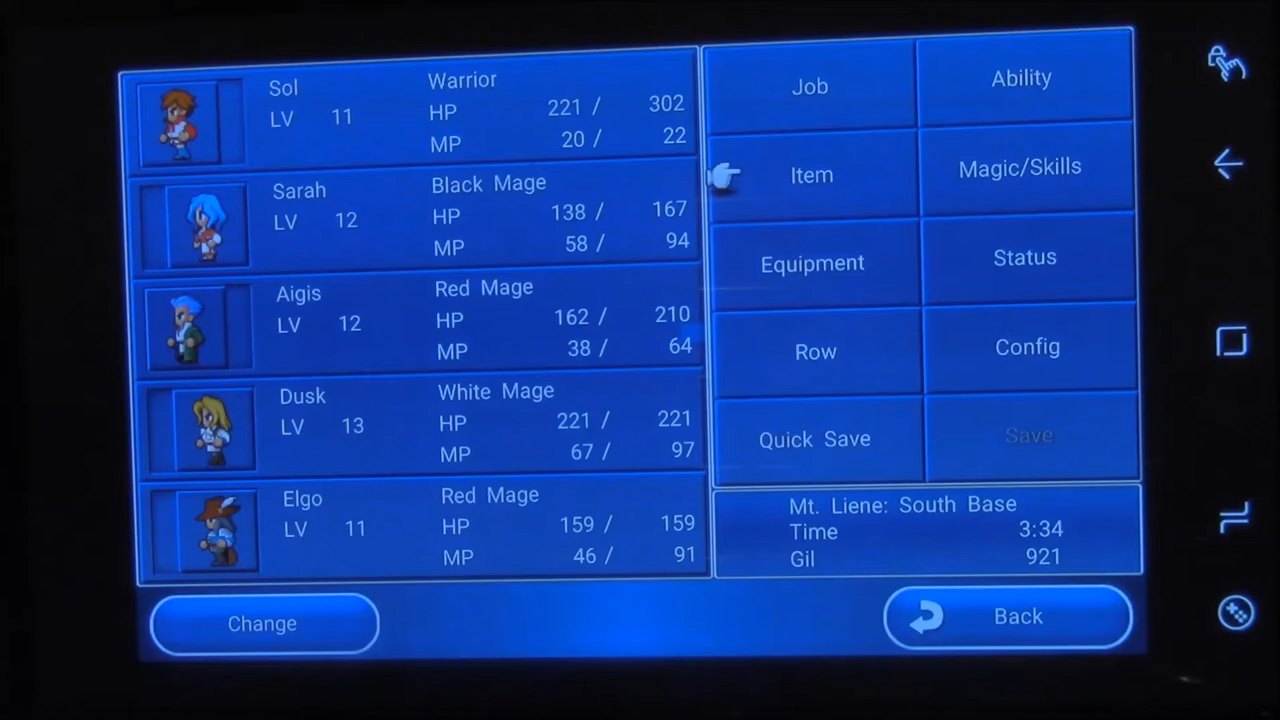 Sol Warrior
LV 11 HP 221 / 302
MP 20 / 22
Sarah Black Mage
LV 12 HP 138 / 167
MP 58 / 94
Aigis Red Mage
LV 12 HP 162 / 210
MP 38 / 64
Dusk White Mage
LV 13 HP 221 / 221
MP 67 / 97
Elgo Red Mage
LV 11 HP 159 / 159
MP 46 / 91
Change
Job Ability
Item Magic/Skills
Equipment Status
Row Config
Quick Save Save
Mt. Liene: South Base
Time 3:34
Gil 921
Back